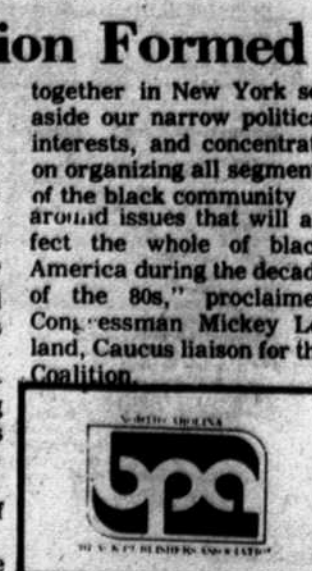 ion Formed
together in New York
aside our narrow politica
interests, and concentrat
on organizing all segmen
of the black community
around issues that will a
fect the whole of blac
America during the decad
of the 80s," proclaime
Congressman Mickey Le
land, Caucus liaison for th
Coalition.
bpa